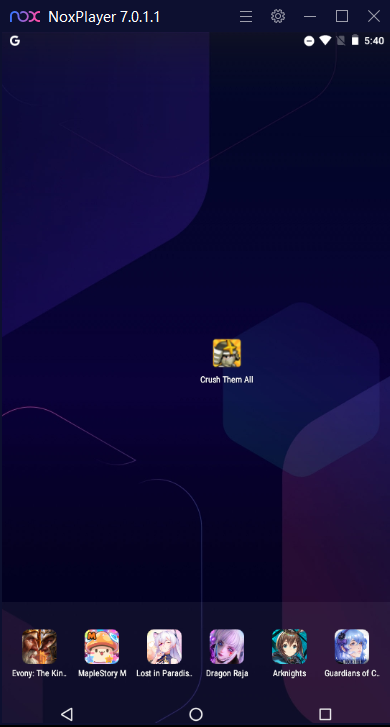 nox NoxPlayer 7.0.1.1
G 5:40
Crush Them All
Evony: The Kin.. MapleStory M Lost in Paradis.. Dragon Raja Arknights Guardians of C..